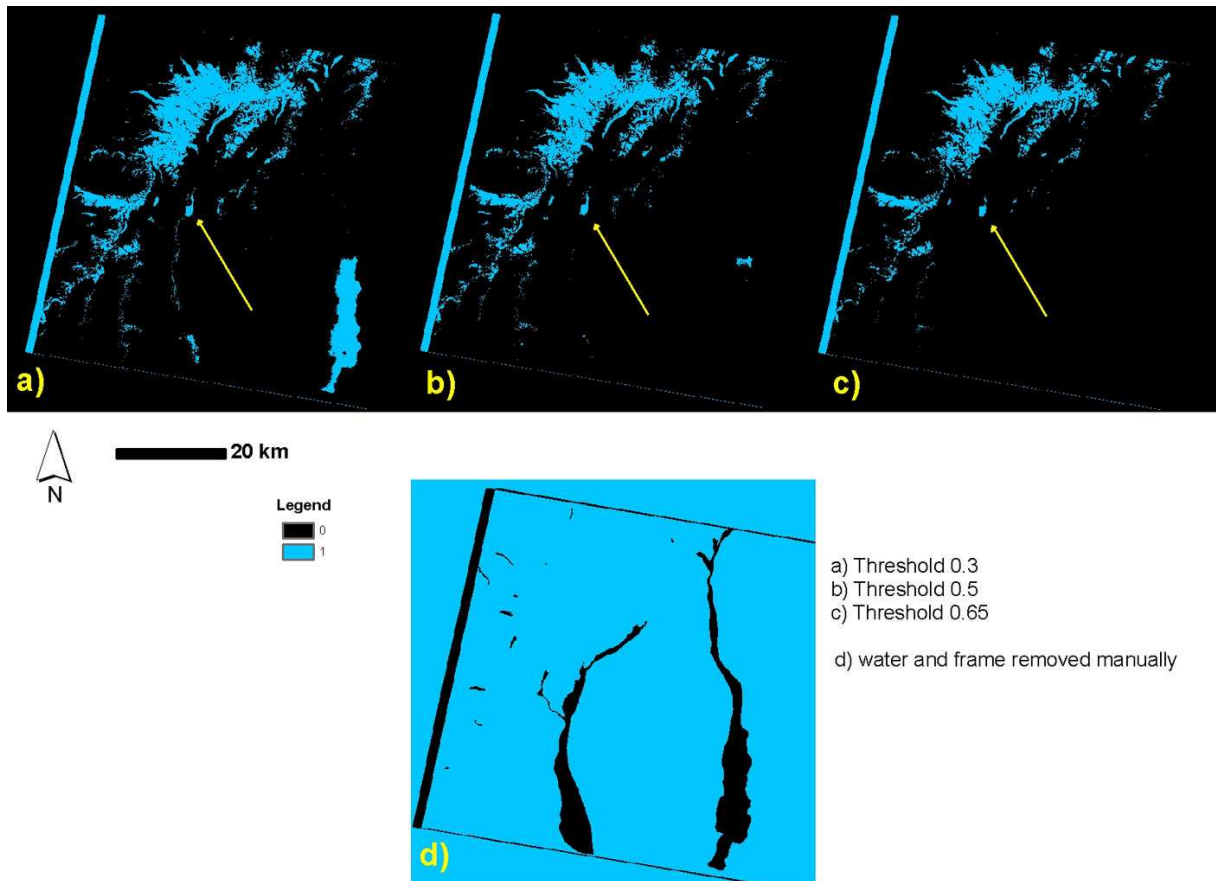 a)
b)
c)
20 km
N
Legend
0
1
a) Threshold 0.3
b) Threshold 0.5
c) Threshold 0.65
d) water and frame removed manually
d)